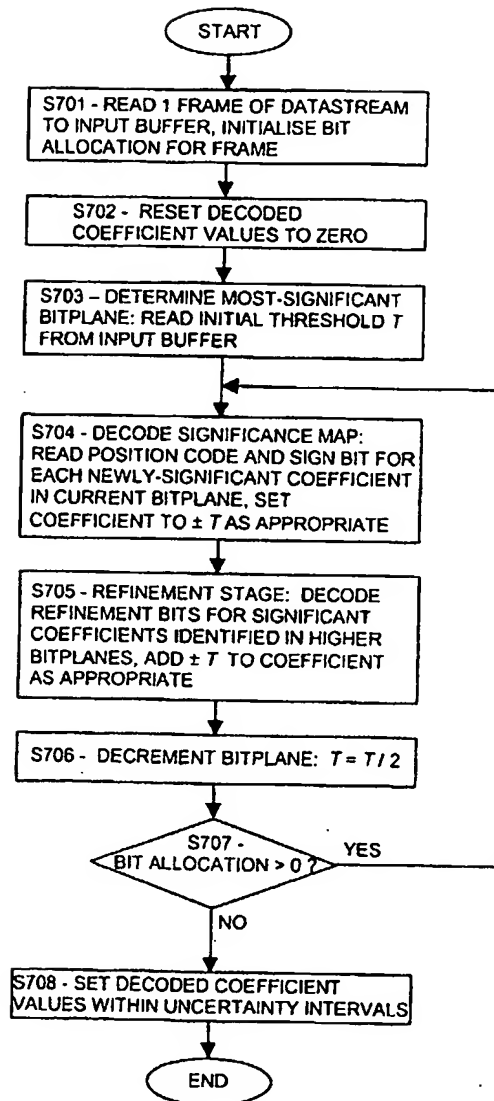 START
S701 - READ 1 FRAME OF DATASTREAM
TO INPUT BUFFER, INITIALISE BIT
ALLOCATION FOR FRAME
S702 - RESET DECODED
COEFFICIENT VALUES TO ZERO
S703 – DETERMINE MOST-SIGNIFICANT
BITPLANE: READ INITIAL THRESHOLD T
FROM INPUT BUFFER
S704 - DECODE SIGNIFICANCE MAP:
READ POSITION CODE AND SIGN BIT FOR
EACH NEWLY-SIGNIFICANT COEFFICIENT
IN CURRENT BITPLANE, SET
COEFFICIENT TO ± T AS APPROPRIATE
S705 - REFINEMENT STAGE: DECODE
REFINEMENT BITS FOR SIGNIFICANT
COEFFICIENTS IDENTIFIED IN HIGHER
BITPLANES, ADD ± T TO COEFFICIENT
AS APPROPRIATE
S706 - DECREMENT BITPLANE: T = T / 2
S707 -
BIT ALLOCATION > 0 ?
YES
NO
S708 - SET DECODED COEFFICIENT
VALUES WITHIN UNCERTAINTY INTERVALS
END